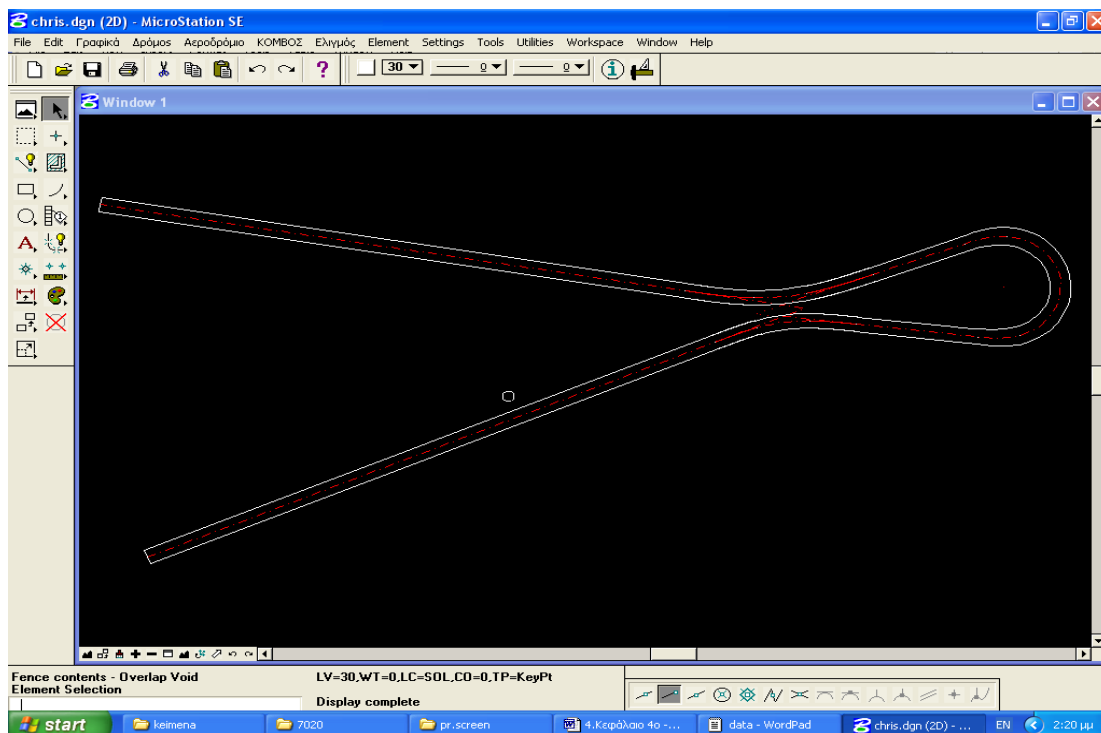 chris.dgn (2D) - MicroStation SE
File Edit Γραφικά Δρόμος Αεροδρόμιο ΚΟΜΒΟΣ Ελιγμός Element Settings Tools Utilities Workspace Window Help
30 0 0
Window 1
Fence contents - Overlap Void
LV=30,WT=0,LC=SOL,CO=0,TP=KeyPt
Element Selection
Display complete
start keimena 7020 pr.screen 4.Κεφάλαιο 4ο -... data - WordPad chris.dgn (2D) - ... EN 2:20 μμ